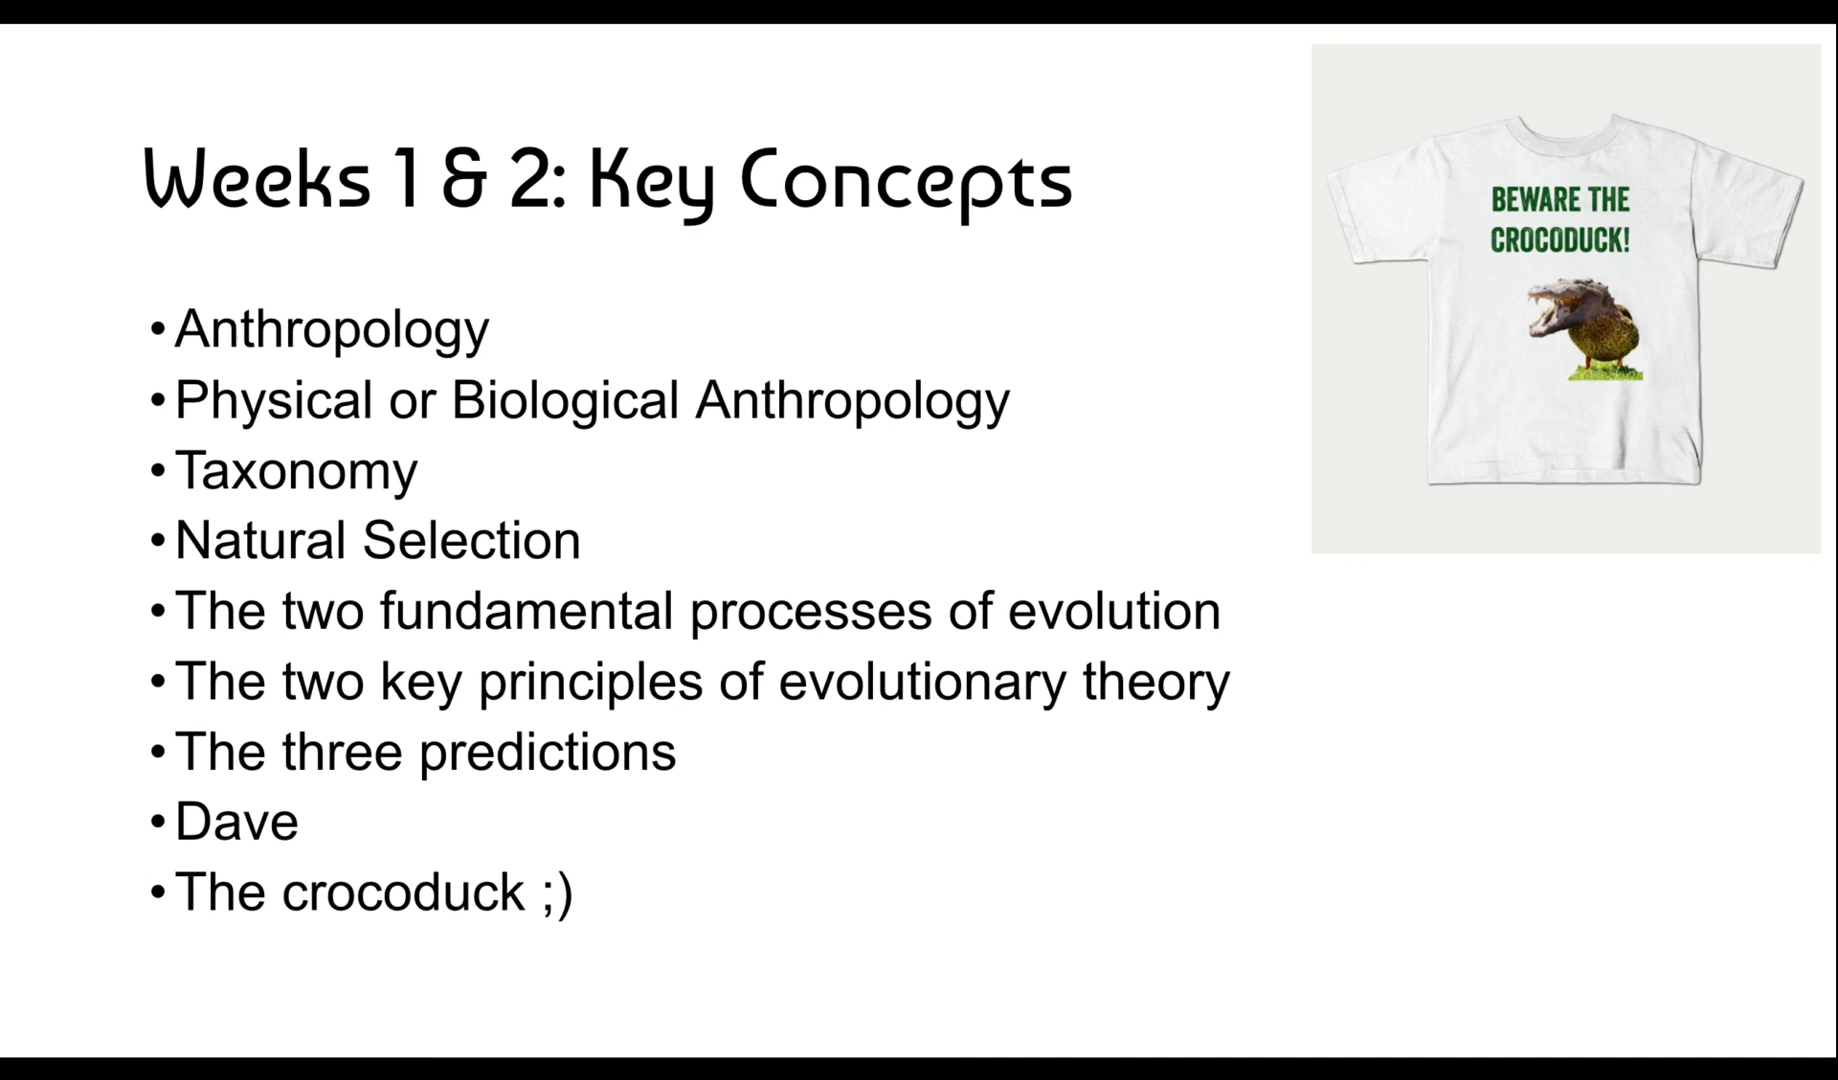 Weeks 1 & 2: Key Concepts
• Anthropology
• Physical or Biological Anthropology
• Taxonomy
• Natural Selection
• The two fundamental processes of evolution
• The two key principles of evolutionary theory
• The three predictions
• Dave
• The crocoduck ;)
BEWARE THE
CROCODUCK!